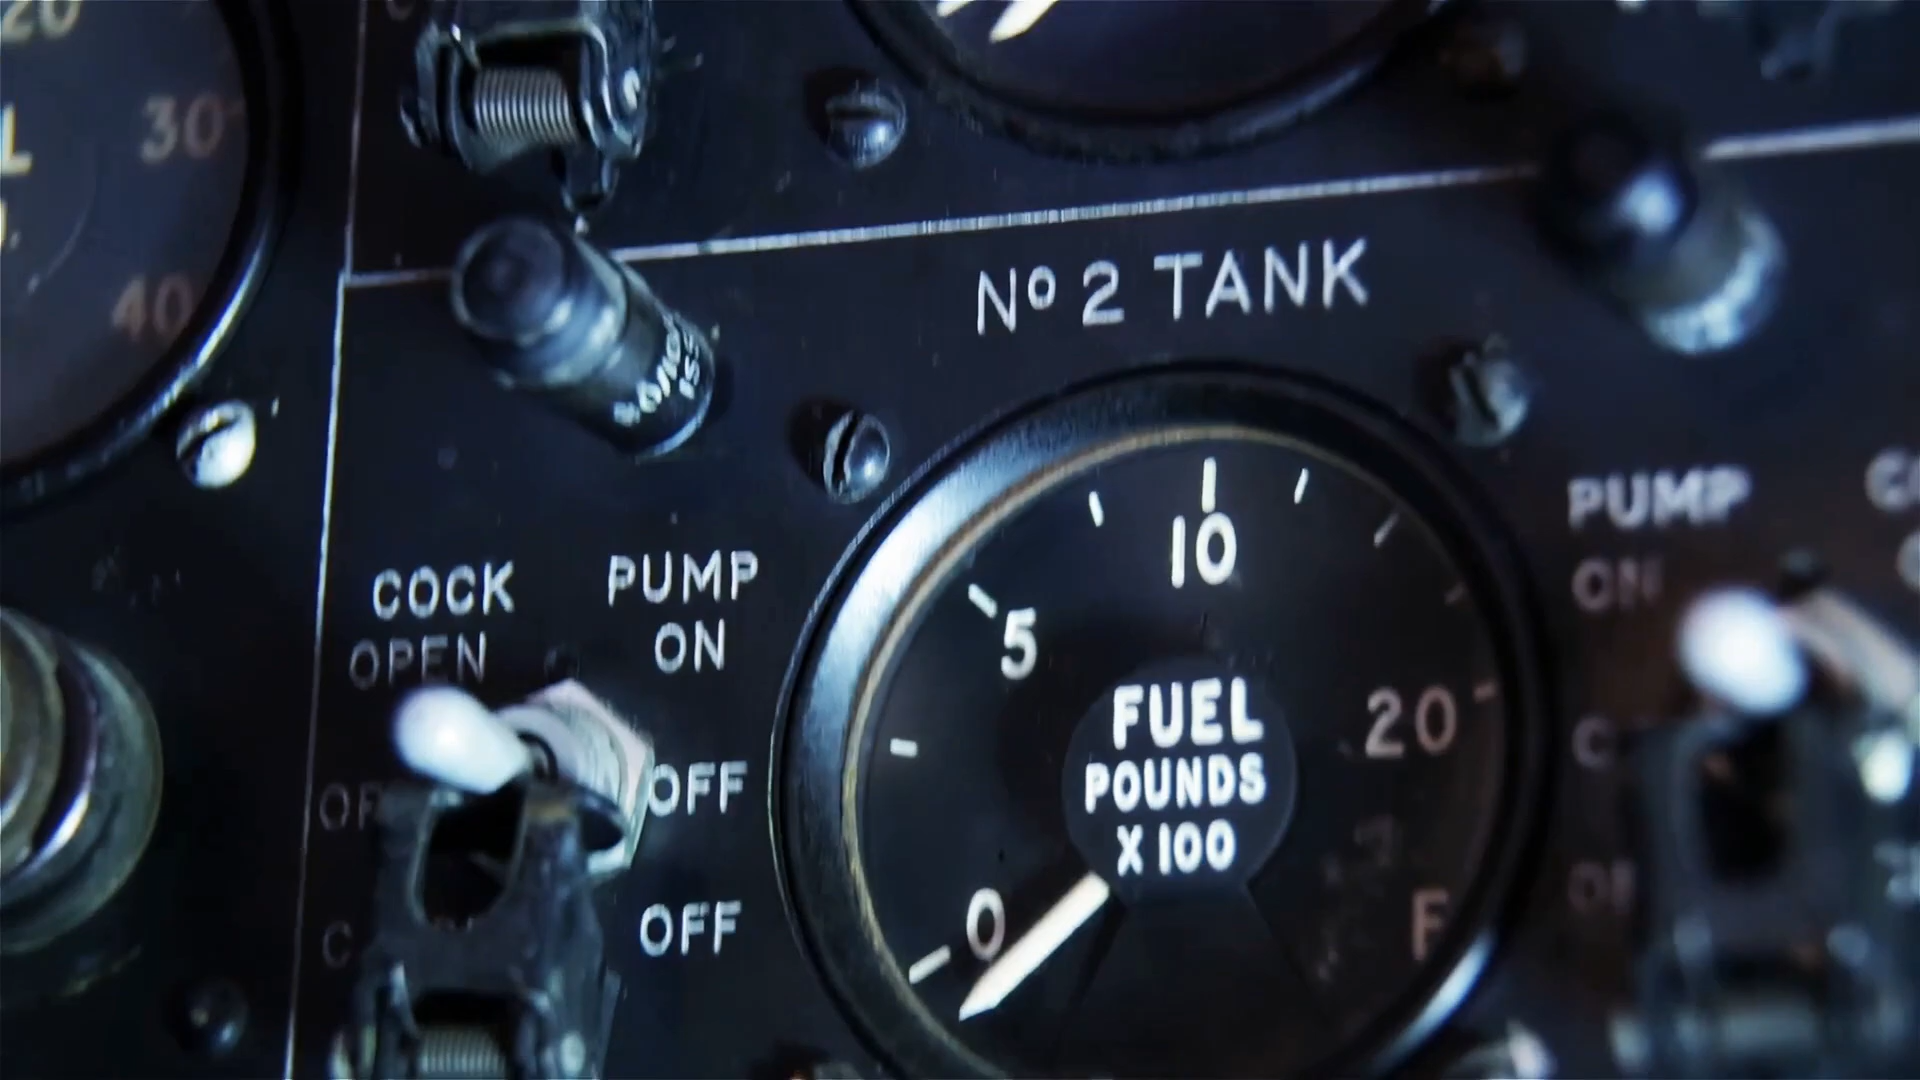 20
30
40
Nº 2 TANK
COCK
OPEN
PUMP
ON
OFF
OFF
10
5
20
0
F
FUEL
POUNDS
X 100
PUMP
ON